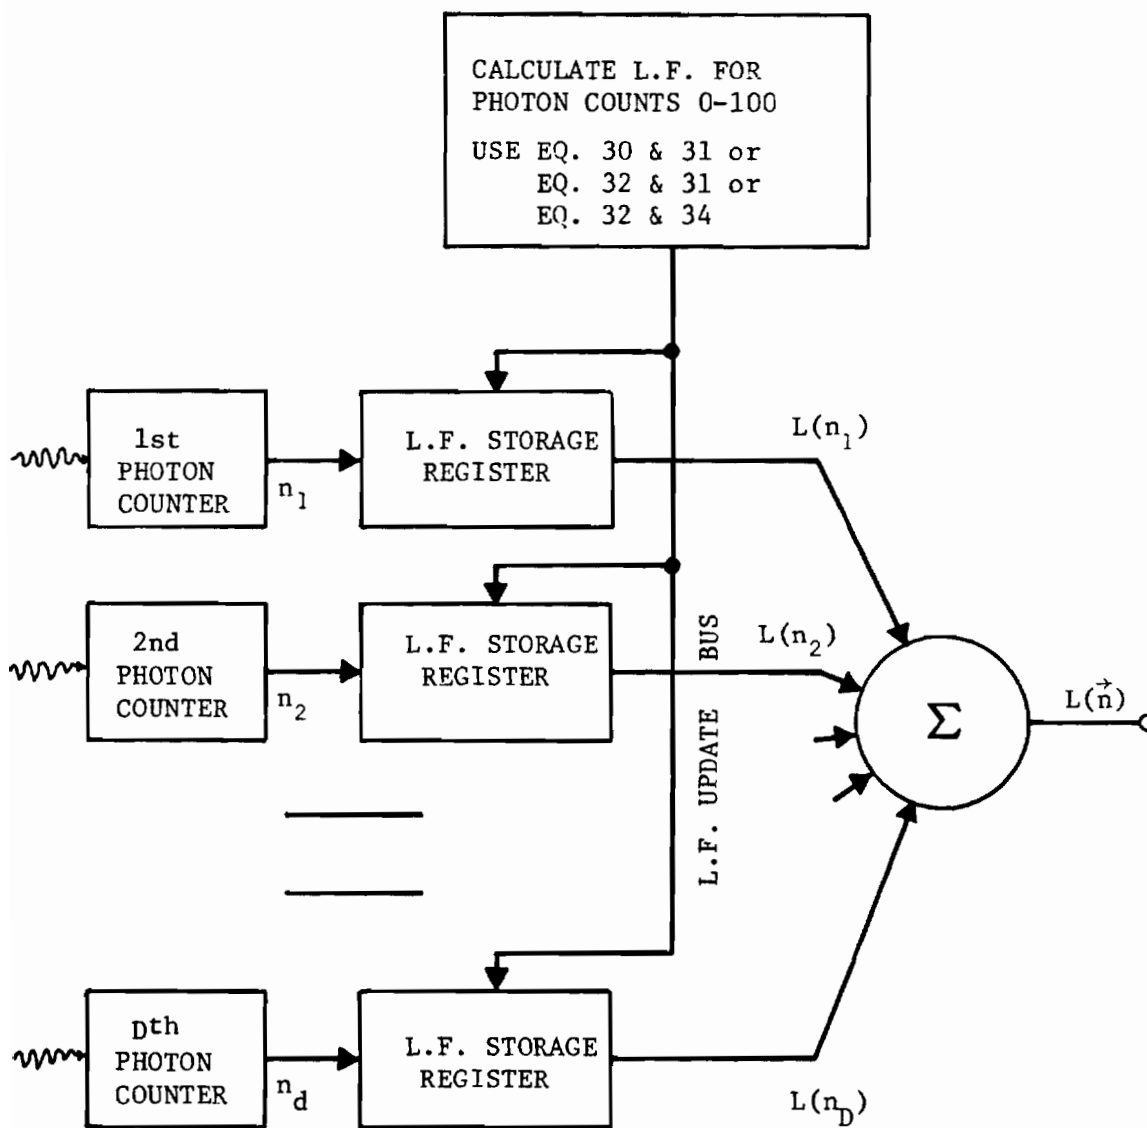 CALCULATE L.F. FOR
PHOTON COUNTS 0-100
USE EQ. 30 & 31 or
EQ. 32 & 31 or
EQ. 32 & 34
1st
PHOTON
COUNTER
n₁
L.F. STORAGE
REGISTER
L(n₁)
2nd
PHOTON
COUNTER
n₂
L.F. STORAGE
REGISTER
L.F. UPDATE BUS
L(n₂)
Σ
L(n⃗)
Dth
PHOTON
COUNTER
n_d
L.F. STORAGE
REGISTER
L(n_D)